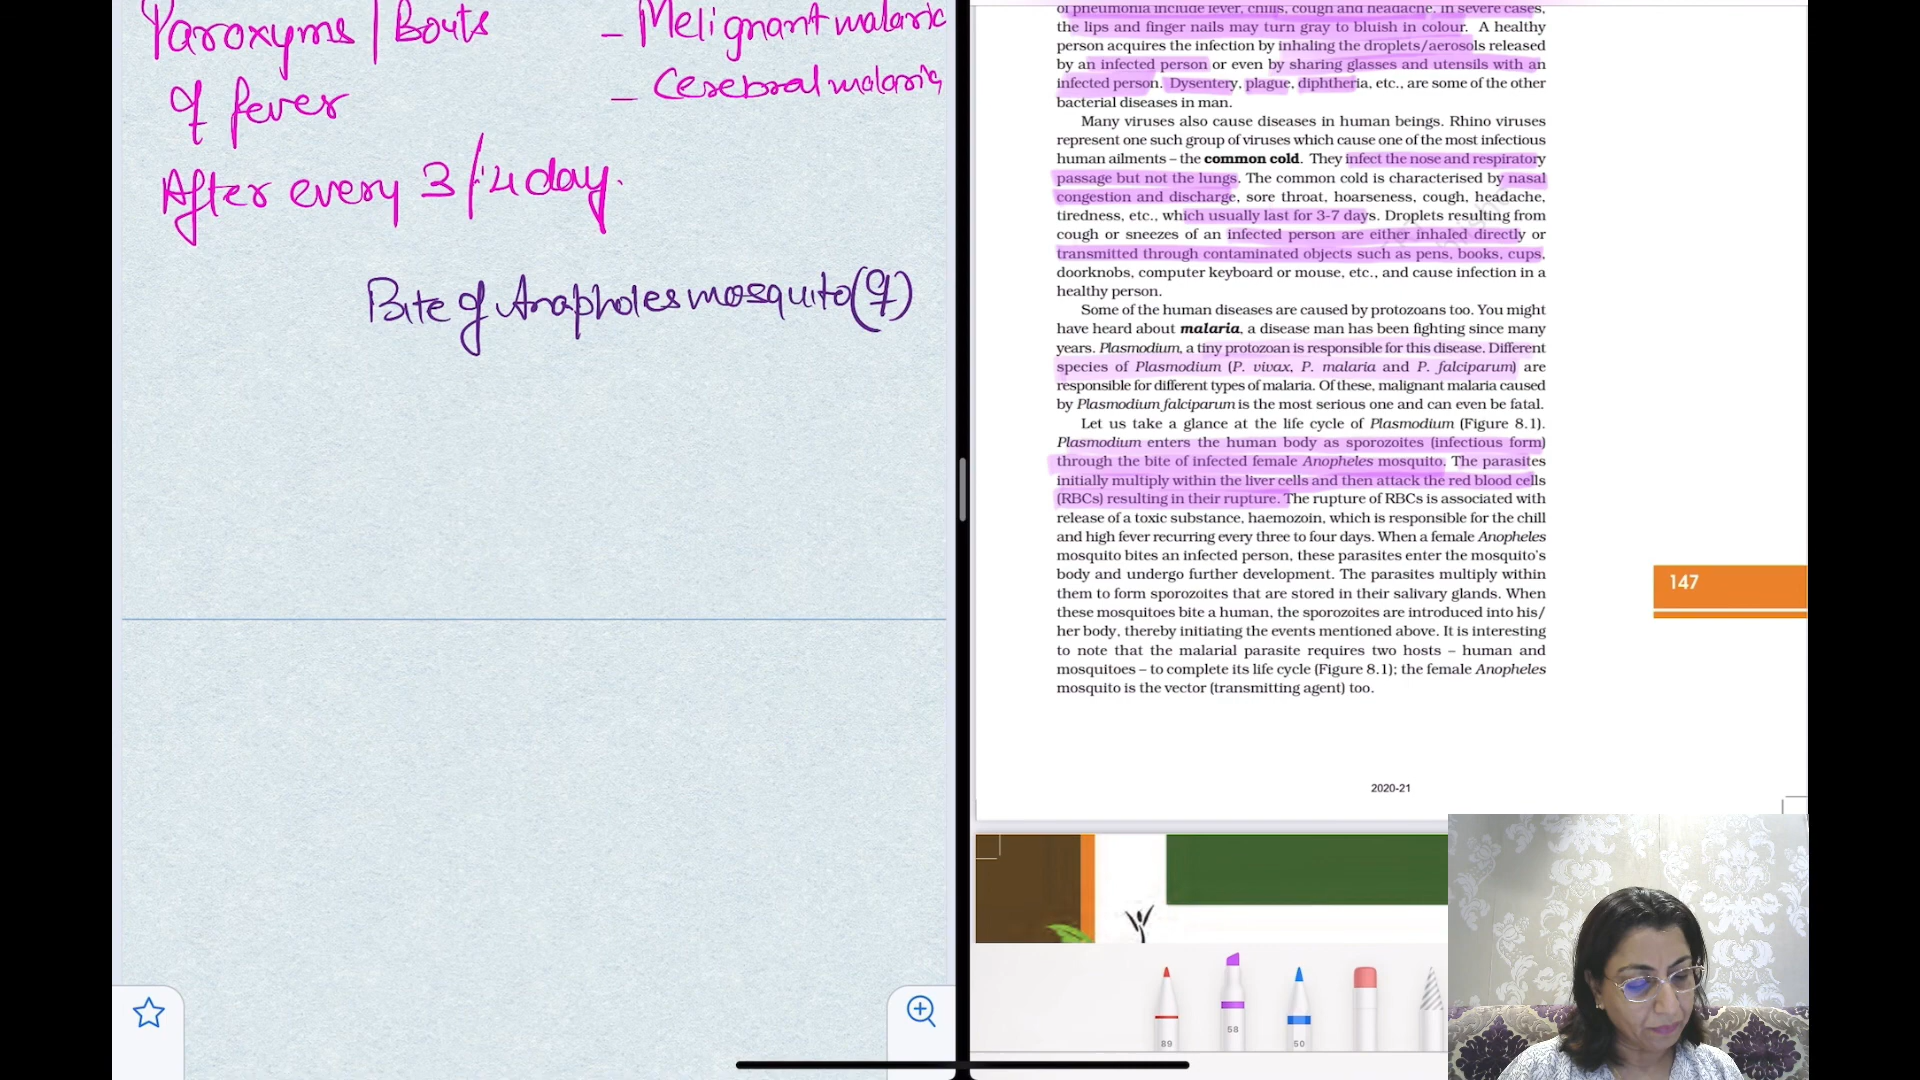 Paroxyms / Bouts
of fever
After every 3/4 day.
- Melignant malaria
- Cerebral malaria
Bite of Anapholes mosquito (♀)
of pneumonia include fever, chills, cough and headache. In severe cases,
the lips and finger nails may turn gray to bluish in colour. A healthy
person acquires the infection by inhaling the droplets/aerosols released
by an infected person or even by sharing glasses and utensils with an
infected person. Dysentery, plague, diphtheria, etc., are some of the other
bacterial diseases in man.
Many viruses also cause diseases in human beings. Rhino viruses
represent one such group of viruses which cause one of the most infectious
human ailments – the common cold. They infect the nose and respiratory
passage but not the lungs. The common cold is characterised by nasal
congestion and discharge, sore throat, hoarseness, cough, headache,
tiredness, etc., which usually last for 3-7 days. Droplets resulting from
cough or sneezes of an infected person are either inhaled directly or
transmitted through contaminated objects such as pens, books, cups,
doorknobs, computer keyboard or mouse, etc., and cause infection in a
healthy person.
Some of the human diseases are caused by protozoans too. You might
have heard about malaria, a disease man has been fighting since many
years. Plasmodium, a tiny protozoan is responsible for this disease. Different
species of Plasmodium (P. vivax, P. malaria and P. falciparum) are
responsible for different types of malaria. Of these, malignant malaria caused
by Plasmodium falciparum is the most serious one and can even be fatal.
Let us take a glance at the life cycle of Plasmodium (Figure 8.1).
Plasmodium enters the human body as sporozoites (infectious form)
through the bite of infected female Anopheles mosquito. The parasites
initially multiply within the liver cells and then attack the red blood cells
(RBCs) resulting in their rupture. The rupture of RBCs is associated with
release of a toxic substance, haemozoin, which is responsible for the chill
and high fever recurring every three to four days. When a female Anopheles
mosquito bites an infected person, these parasites enter the mosquito's
body and undergo further development. The parasites multiply within
them to form sporozoites that are stored in their salivary glands. When
these mosquitoes bite a human, the sporozoites are introduced into his/
her body, thereby initiating the events mentioned above. It is interesting
to note that the malarial parasite requires two hosts – human and
mosquitoes – to complete its life cycle (Figure 8.1); the female Anopheles
mosquito is the vector (transmitting agent) too.
147
2020-21
89
58
50